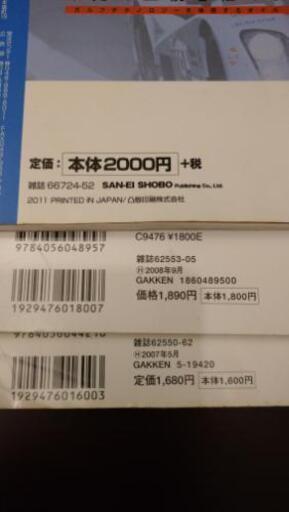 定価：本体2000円 +税
雑誌 66724-52 SAN-EI SHOBO Publishing Co., Ltd.
2011 PRINTED IN JAPAN/凸版印刷株式会社
C9476 ¥1800E
9784056048957
雑誌62553-05
Ⓗ2008年9月
GAKKEN 1860489500
1929476018007
価格1,890円 本体1,800円
雑誌62550-62
Ⓗ2007年5月
GAKKEN 5-19420
1929476016003
定価1,680円 本体1,600円